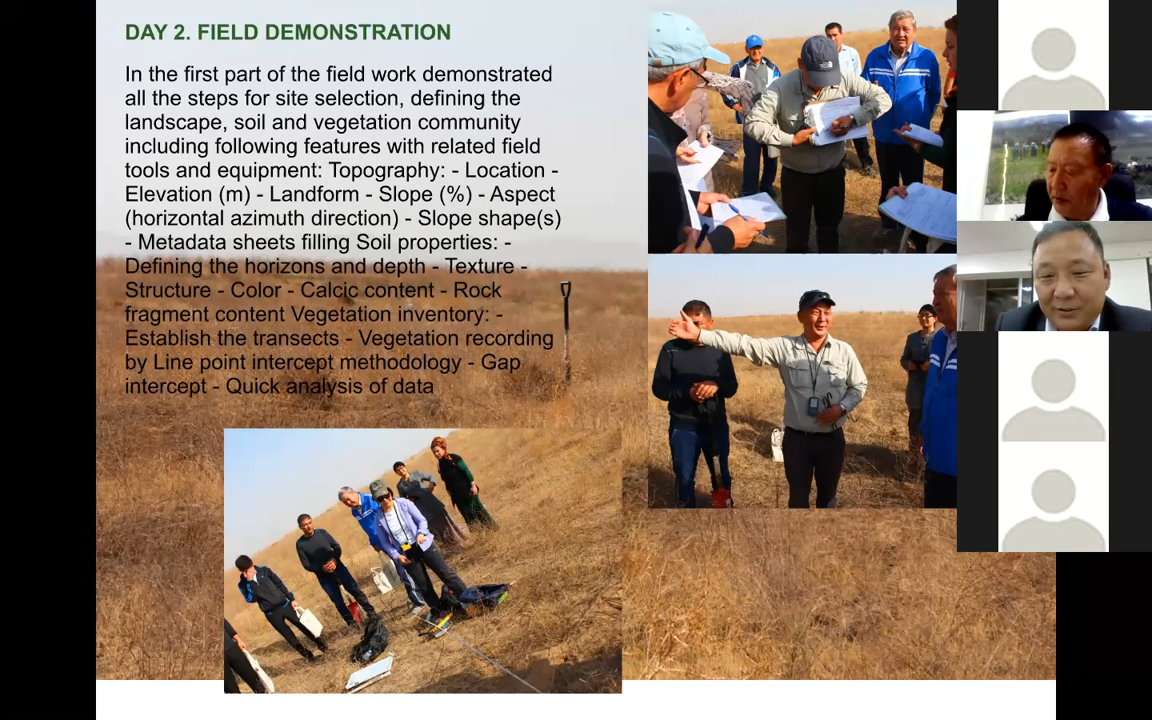 DAY 2. FIELD DEMONSTRATION
In the first part of the field work demonstrated
all the steps for site selection, defining the
landscape, soil and vegetation community
including following features with related field
tools and equipment: Topography: - Location -
Elevation (m) - Landform - Slope (%) - Aspect
(horizontal azimuth direction) - Slope shape(s)
- Metadata sheets filling Soil properties: -
Defining the horizons and depth - Texture -
Structure - Color - Calcic content - Rock
fragment content Vegetation inventory: -
Establish the transects - Vegetation recording
by Line point intercept methodology - Gap
intercept - Quick analysis of data